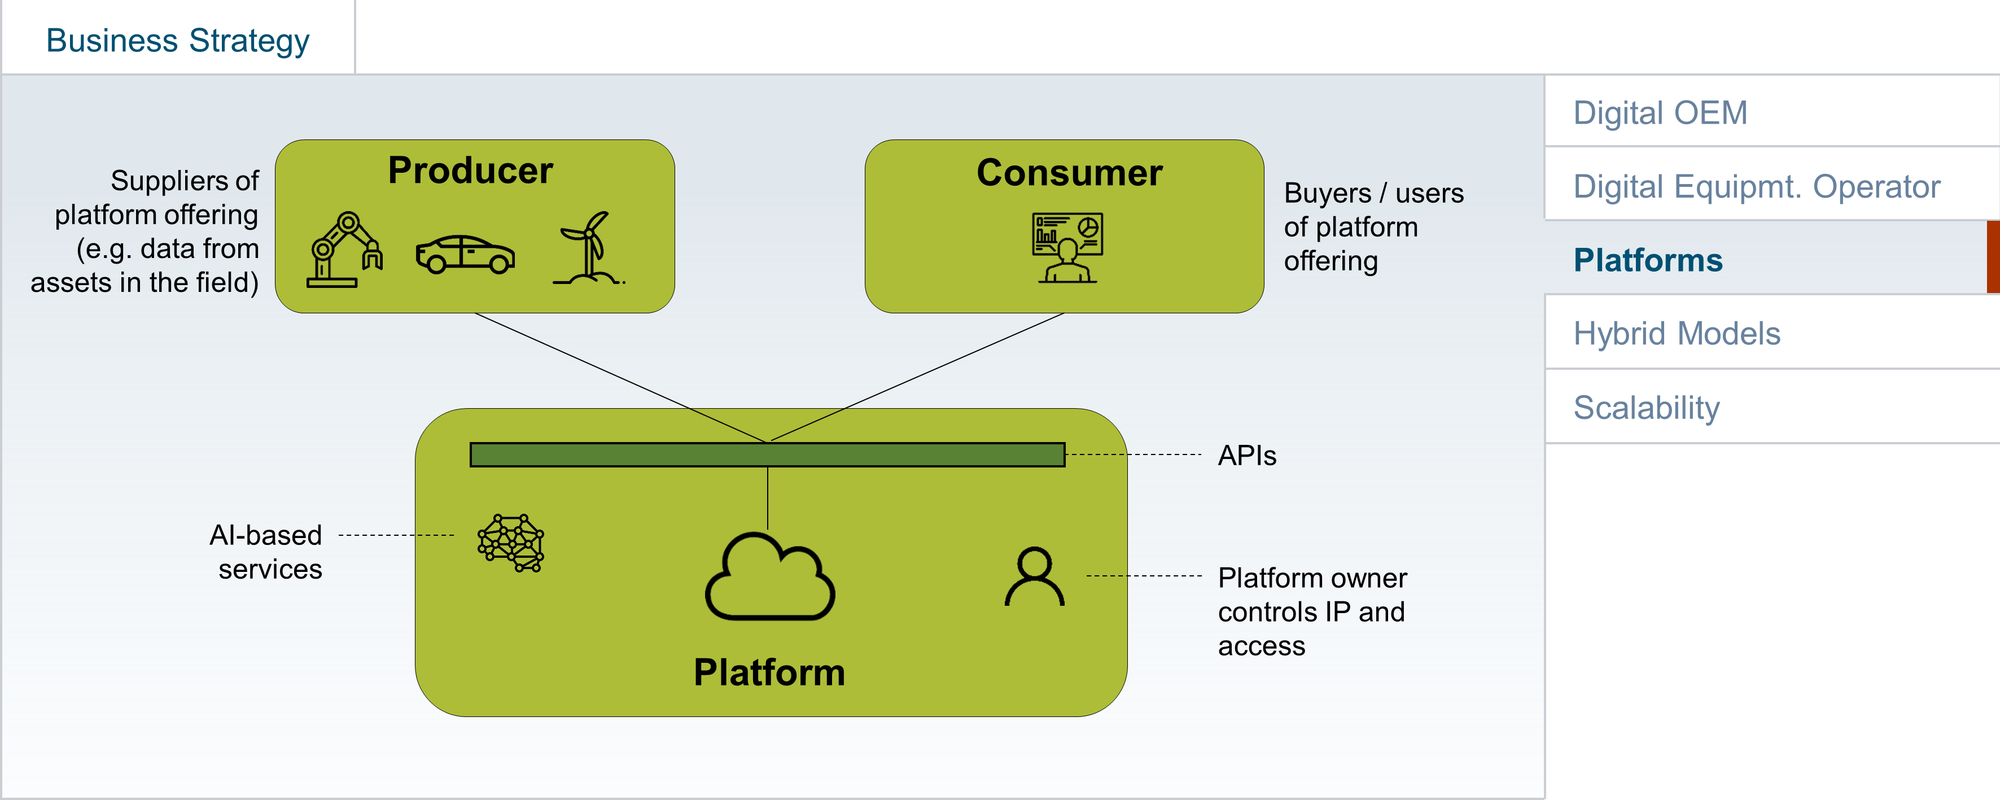 Business Strategy
Digital OEM
Digital Equipmt. Operator
Platforms
Hybrid Models
Scalability
Suppliers of
platform offering
(e.g. data from
assets in the field)
Producer
Consumer
Buyers / users
of platform
offering
APIs
AI-based
services
Platform owner
controls IP and
access
Platform